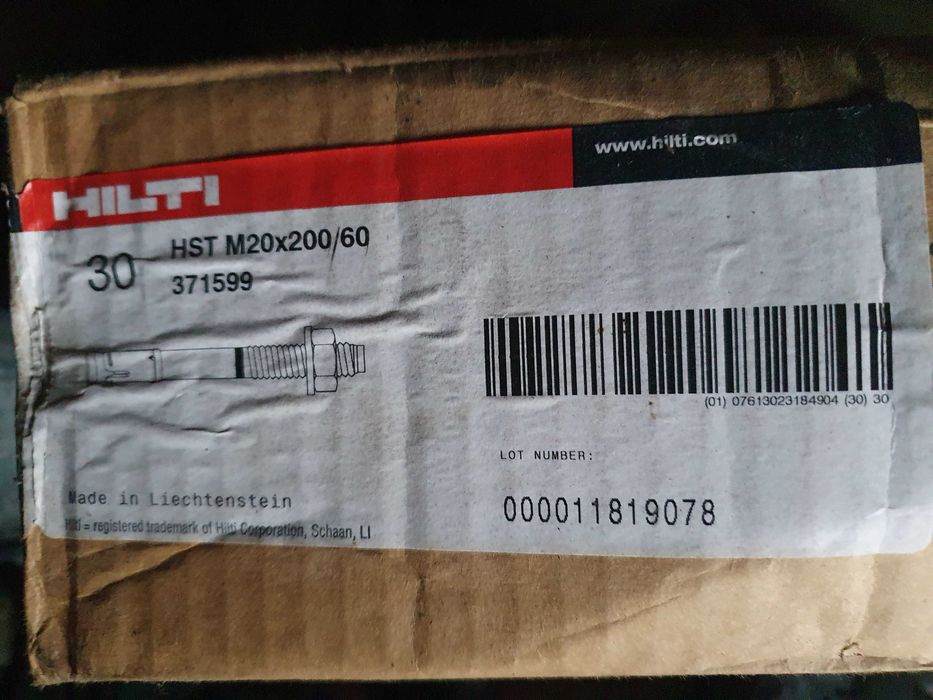 HILTI
www.hilti.com
30
HST M20x200/60
371599
(01) 07613023184904 (30) 30
LOT NUMBER:
000011819078
Made in Liechtenstein
Hilti = registered trademark of Hilti Corporation, Schaan, LI